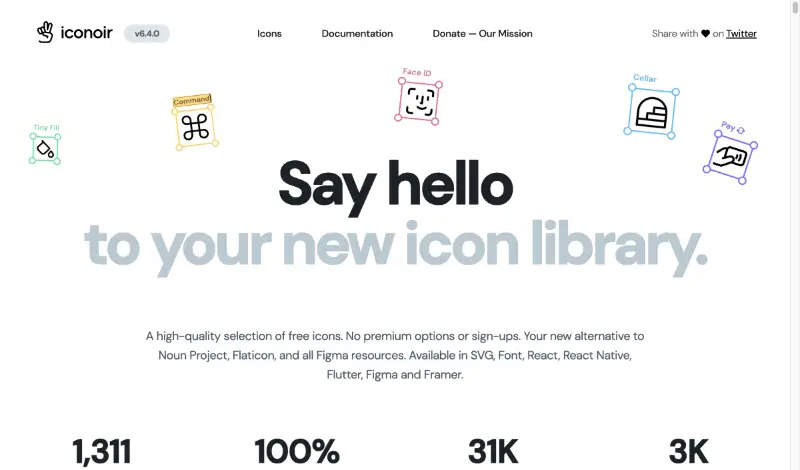 iconoir
v6.4.0
Icons
Documentation
Donate — Our Mission
Share with on Twitter
Face ID
Cellar
Command
Tiny Fill
Pay
Say hello
to your new icon library.
A high-quality selection of free icons. No premium options or sign-ups. Your new alternative to
Noun Project, Flaticon, and all Figma resources. Available in SVG, Font, React, React Native,
Flutter, Figma and Framer.
1,311
100%
31K
3K